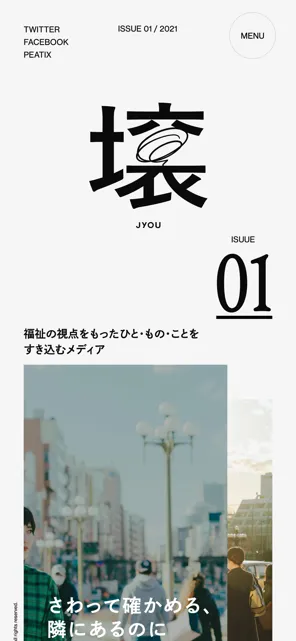 TWITTER
FACEBOOK
PEATIX
ISSUE 01 / 2021
MENU
壌
JYOU
ISUUE
01
福祉の視点をもったひと・もの・ことを
すき込むメディア
さわって確かめる、
隣にあるのに
all rights reserved.